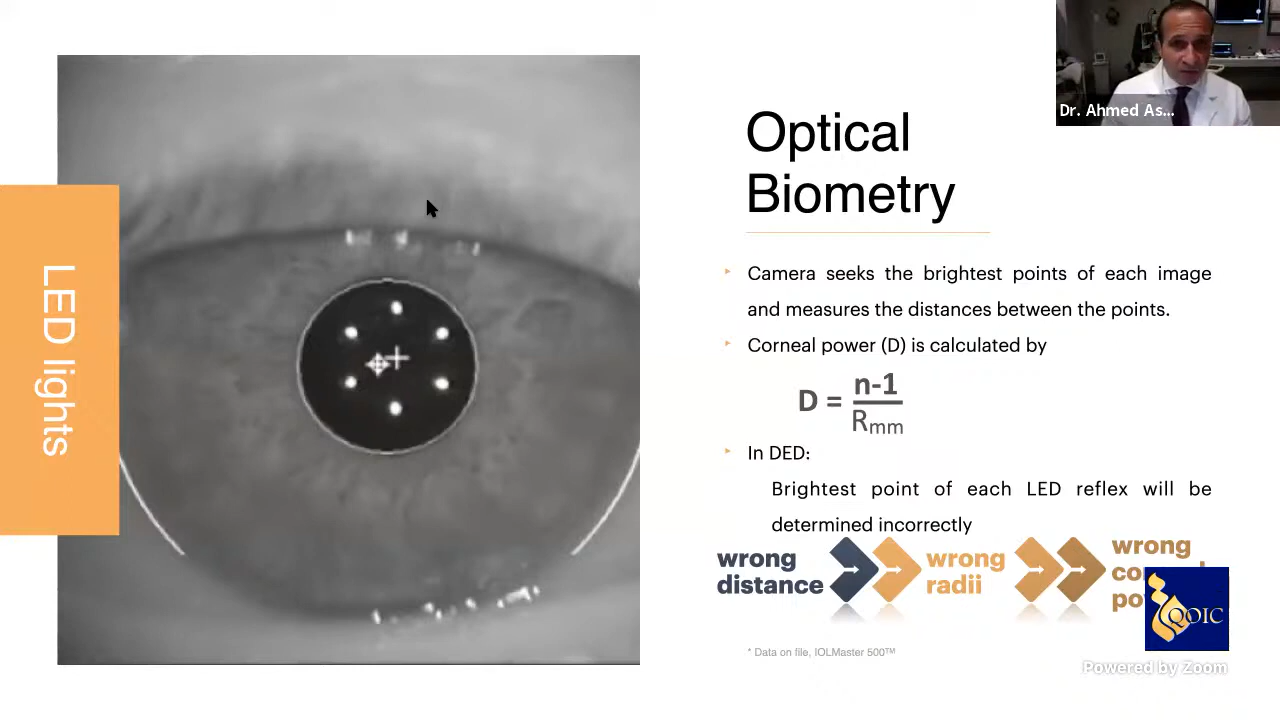 Dr. Ahmed As...
LED lights
Optical
Biometry
Camera seeks the brightest points of each image
and measures the distances between the points.
Corneal power (D) is calculated by
D = n-1
Rmm
In DED:
Brightest point of each LED reflex will be
determined incorrectly
wrong
distance
wrong
radii
wrong
QOIC
* Data on file, IOLMaster 500™
Powered by Zoom